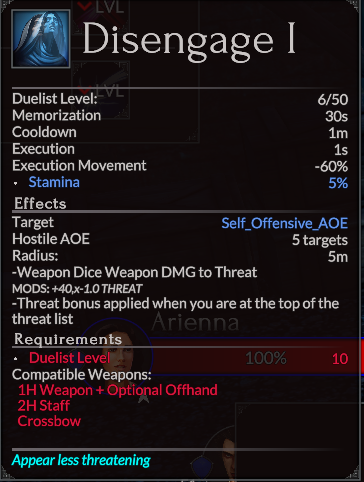 LVL
Disengage I
LVL
Duelist Level: 6/50
Memorization 30s
Cooldown 1m
Execution 1s
Execution Movement -60%
• Stamina 5%
Effects
Target Self_Offensive_AOE
Hostile AOE 5 targets
Radius: 5m
-Weapon Dice Weapon DMG to Threat
MODS: +40,x-1.0 THREAT
-Threat bonus applied when you are at the top of the
threat list
Arienna
Requirements
• Duelist Level 10
100%
Compatible Weapons:
1H Weapon + Optional Offhand
2H Staff
Crossbow
Appear less threatening